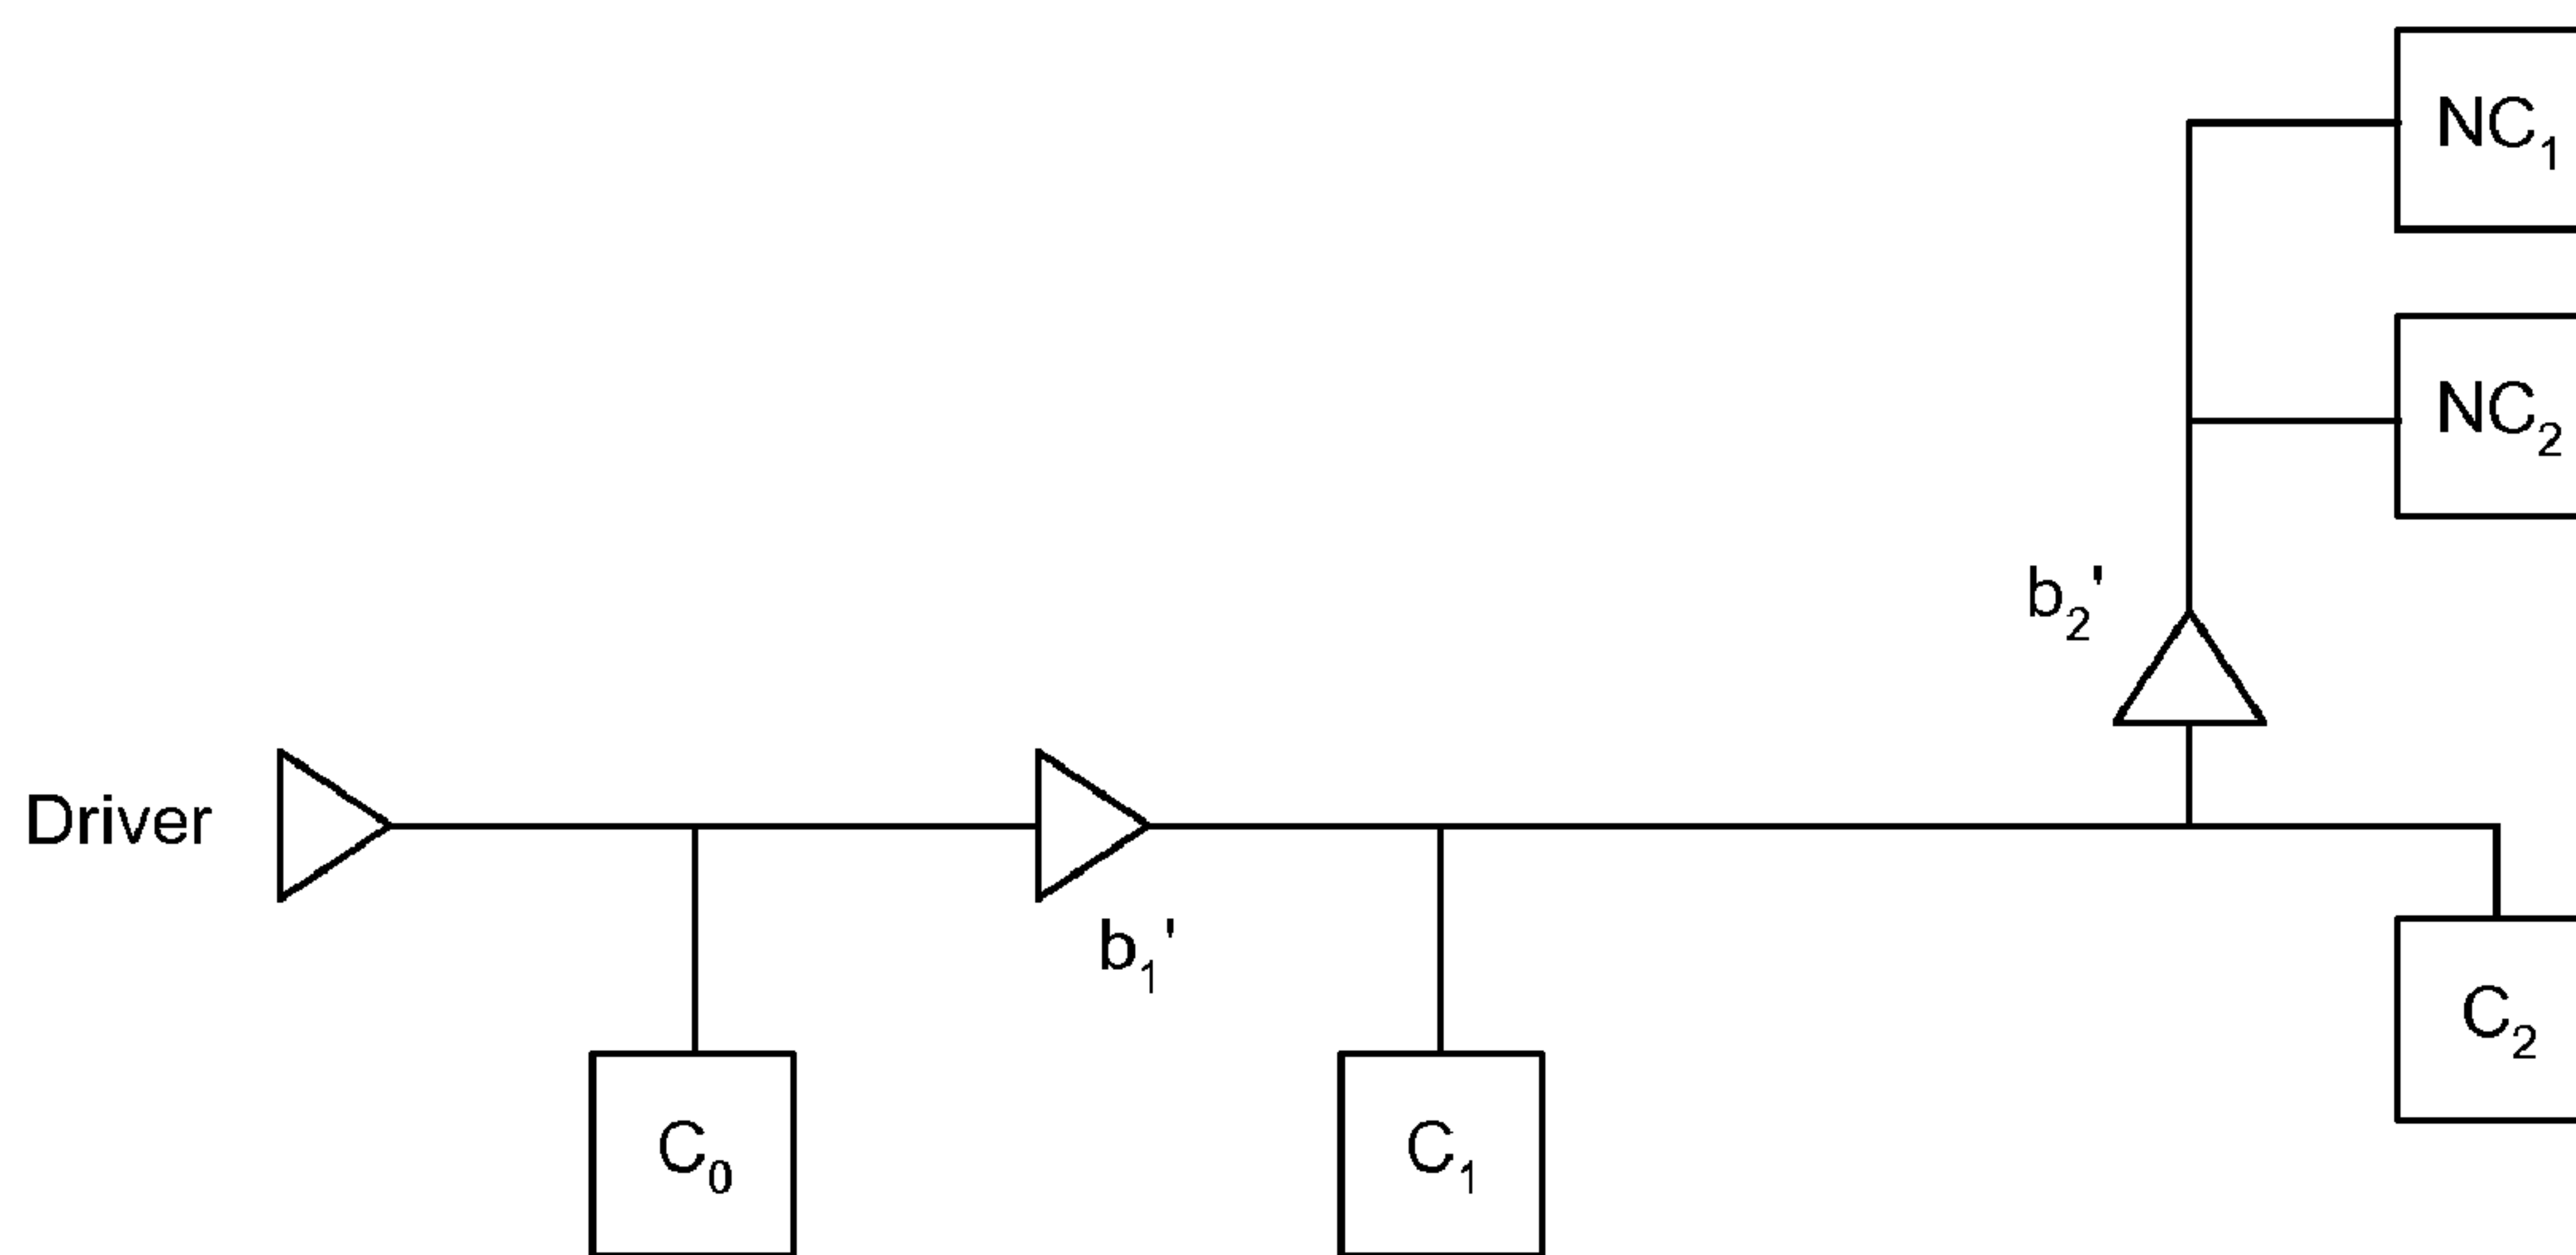 NC₁
NC₂
b₂'
Driver
b₁'
C₂
C₀
C₁